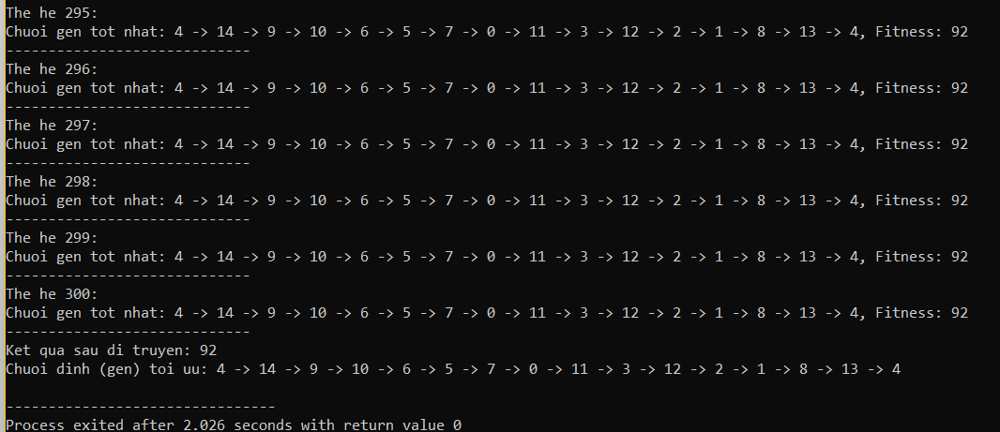 The he 295:
Chuoi gen tot nhat: 4 -> 14 -> 9 -> 10 -> 6 -> 5 -> 7 -> 0 -> 11 -> 3 -> 12 -> 2 -> 1 -> 8 -> 13 -> 4, Fitness: 92
-----------------------------
The he 296:
Chuoi gen tot nhat: 4 -> 14 -> 9 -> 10 -> 6 -> 5 -> 7 -> 0 -> 11 -> 3 -> 12 -> 2 -> 1 -> 8 -> 13 -> 4, Fitness: 92
-----------------------------
The he 297:
Chuoi gen tot nhat: 4 -> 14 -> 9 -> 10 -> 6 -> 5 -> 7 -> 0 -> 11 -> 3 -> 12 -> 2 -> 1 -> 8 -> 13 -> 4, Fitness: 92
-----------------------------
The he 298:
Chuoi gen tot nhat: 4 -> 14 -> 9 -> 10 -> 6 -> 5 -> 7 -> 0 -> 11 -> 3 -> 12 -> 2 -> 1 -> 8 -> 13 -> 4, Fitness: 92
-----------------------------
The he 299:
Chuoi gen tot nhat: 4 -> 14 -> 9 -> 10 -> 6 -> 5 -> 7 -> 0 -> 11 -> 3 -> 12 -> 2 -> 1 -> 8 -> 13 -> 4, Fitness: 92
-----------------------------
The he 300:
Chuoi gen tot nhat: 4 -> 14 -> 9 -> 10 -> 6 -> 5 -> 7 -> 0 -> 11 -> 3 -> 12 -> 2 -> 1 -> 8 -> 13 -> 4, Fitness: 92
-----------------------------
Ket qua sau di truyen: 92
Chuoi dinh (gen) toi uu: 4 -> 14 -> 9 -> 10 -> 6 -> 5 -> 7 -> 0 -> 11 -> 3 -> 12 -> 2 -> 1 -> 8 -> 13 -> 4

--------------------------------
Process exited after 2.026 seconds with return value 0